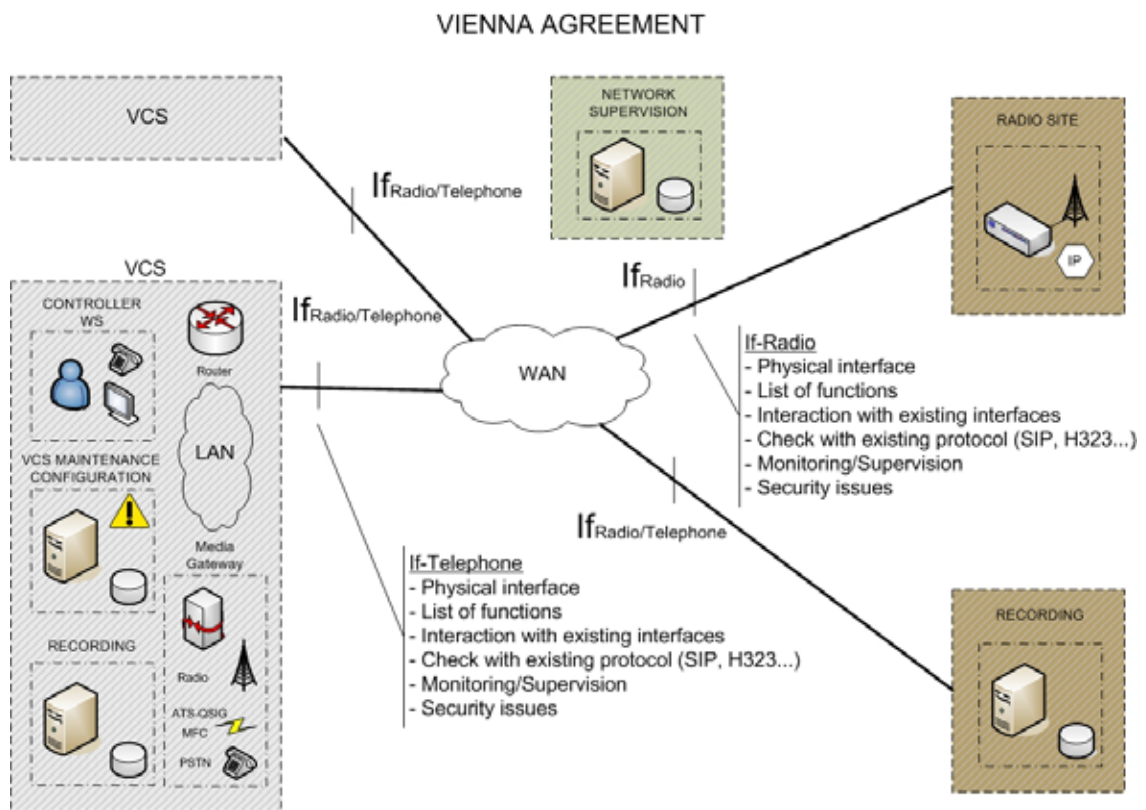 VIENNA AGREEMENT
VCS
NETWORK
SUPERVISION
RADIO SITE
IP
IfRadio/Telephone
VCS
CONTROLLER
WS
Router
LAN
VCS MAINTENANCE
CONFIGURATION
Media
Gateway
RECORDING
Radio
ATS-QSIG
MFC
PSTN
IfRadio/Telephone
WAN
IfRadio
If-Radio
- Physical interface
- List of functions
- Interaction with existing interfaces
- Check with existing protocol (SIP, H323...)
- Monitoring/Supervision
- Security issues
IfRadio/Telephone
If-Telephone
- Physical interface
- List of functions
- Interaction with existing interfaces
- Check with existing protocol (SIP, H323...)
- Monitoring/Supervision
- Security issues
RECORDING